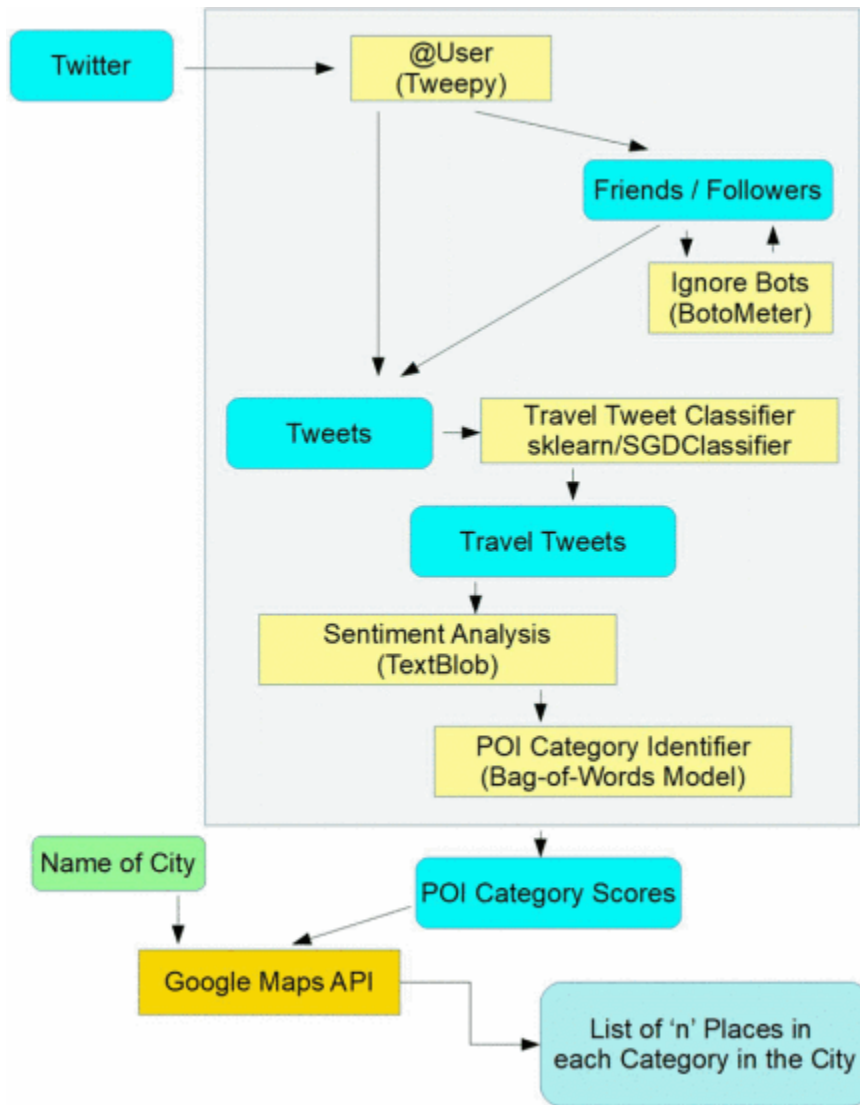 Twitter
@User
(Tweepy)
Friends / Followers
Ignore Bots
(BotoMeter)
Tweets
Travel Tweet Classifier
sklearn/SGDClassifier
Travel Tweets
Sentiment Analysis
(TextBlob)
POI Category Identifier
(Bag-of-Words Model)
Name of City
POI Category Scores
Google Maps API
List of ‘n’ Places in
each Category in the City